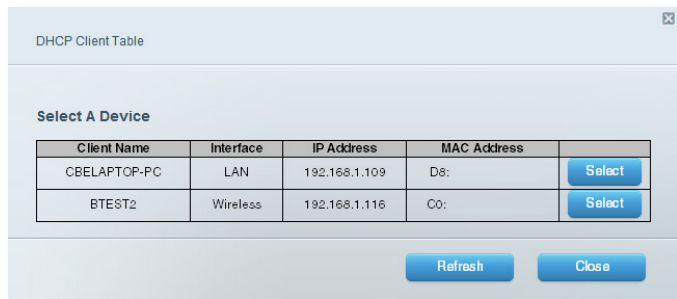 DHCP Client Table
Select A Device
Client Name Interface IP Address MAC Address
CBELAPTOP-PC LAN 192.168.1.109 D8: Select
BTEST2 Wireless 192.168.1.116 C0: Select
Refresh Close